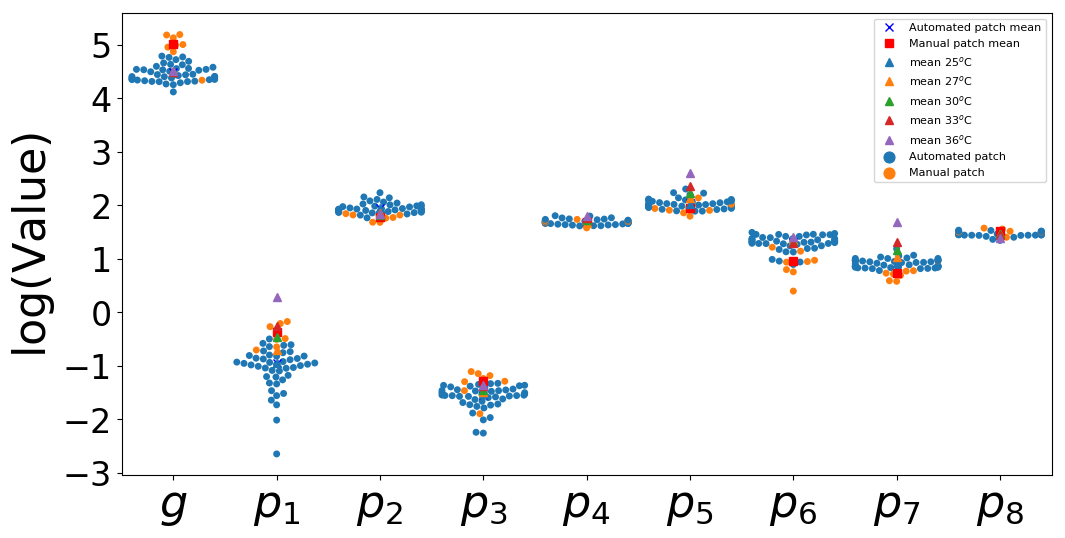 log(Value)
5
4
3
2
1
0
−1
−2
−3
g p₁ p₂ p₃ p₄ p₅ p₆ p₇ p₈
Automated patch mean
Manual patch mean
mean 25°C
mean 27°C
mean 30°C
mean 33°C
mean 36°C
Automated patch
Manual patch